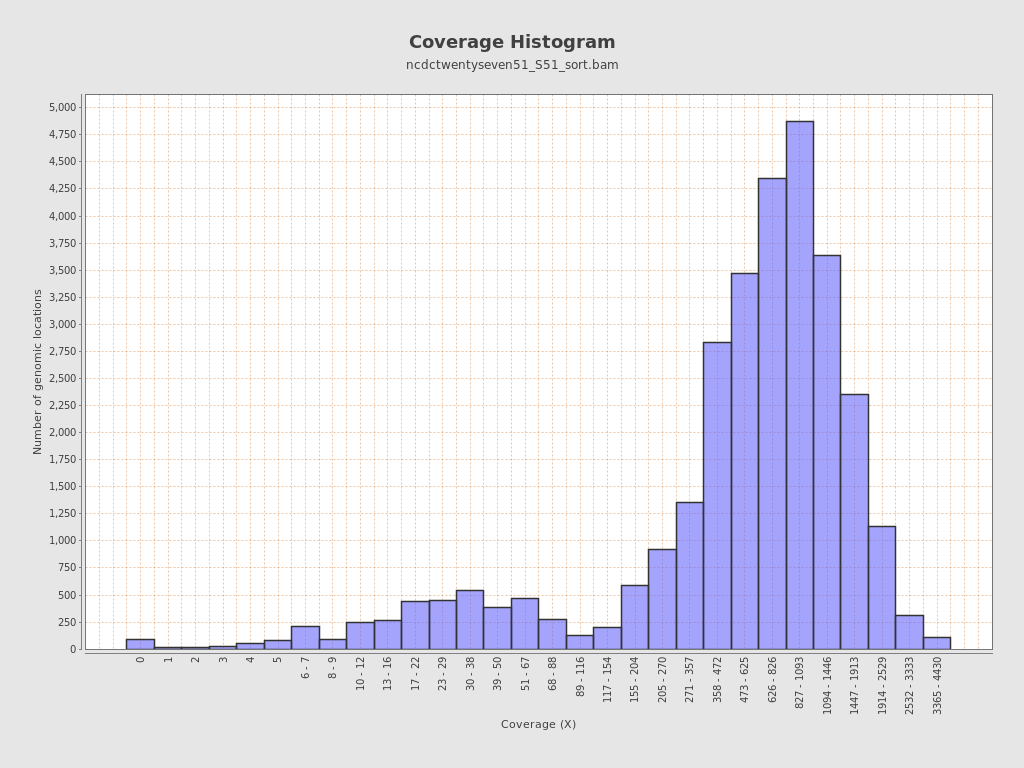 Coverage Histogram
ncdctwentyseven51_S51_sort.bam
5,000
4,750
4,500
4,250
4,000
3,750
3,500
3,250
3,000
2,750
2,500
2,250
2,000
1,750
1,500
1,250
1,000
750
500
250
0
Number of genomic locations
0
1
2
3
4
5
6 - 7
8 - 9
10 - 12
13 - 16
17 - 22
23 - 29
30 - 38
39 - 50
51 - 67
68 - 88
89 - 116
117 - 154
155 - 204
205 - 270
271 - 357
358 - 472
473 - 625
626 - 826
827 - 1093
1094 - 1446
1447 - 1913
1914 - 2529
2532 - 3333
3365 - 4430
Coverage (X)